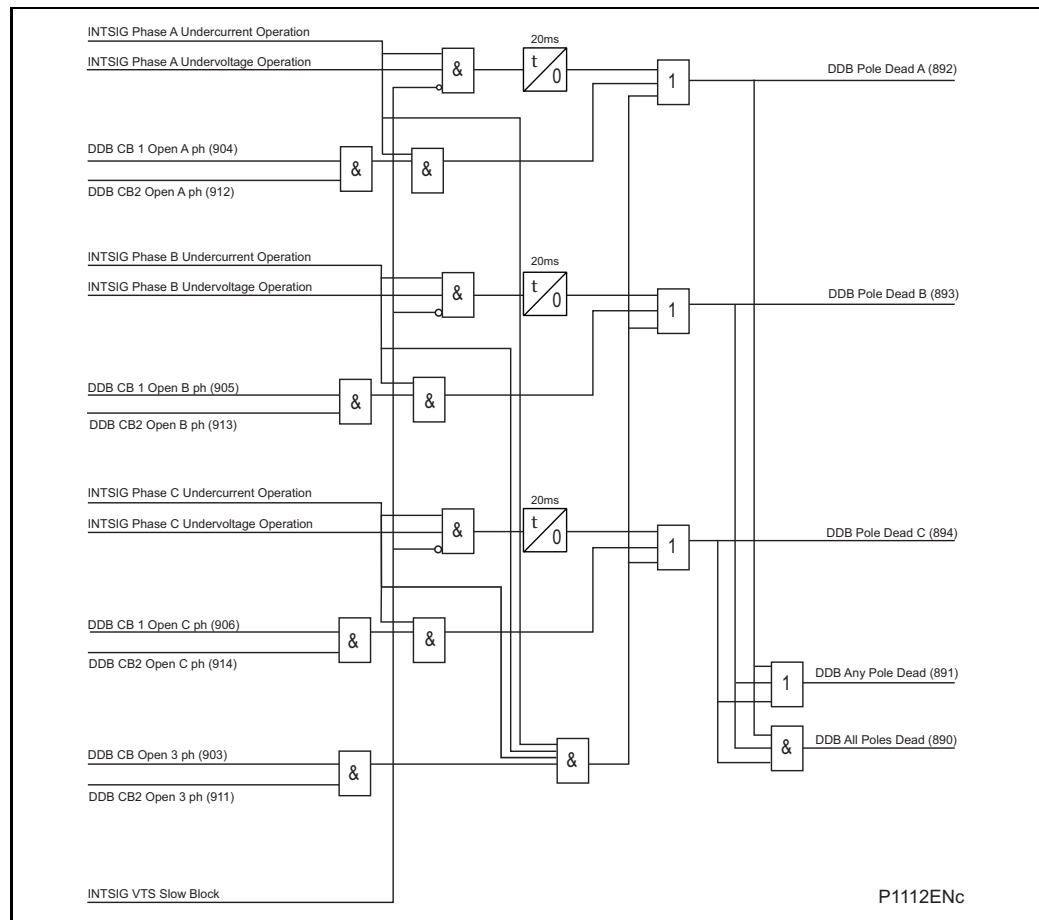 INTSIG Phase A Undercurrent Operation
INTSIG Phase A Undervoltage Operation
&
20ms
t
0
1
DDB Pole Dead A (892)
DDB CB 1 Open A ph (904)
DDB CB2 Open A ph (912)
&
&
INTSIG Phase B Undercurrent Operation
INTSIG Phase B Undervoltage Operation
&
20ms
t
0
1
DDB Pole Dead B (893)
DDB CB 1 Open B ph (905)
DDB CB2 Open B ph (913)
&
&
INTSIG Phase C Undercurrent Operation
INTSIG Phase C Undervoltage Operation
&
20ms
t
0
1
DDB Pole Dead C (894)
DDB CB 1 Open C ph (906)
DDB CB2 Open C ph (914)
&
&
1
DDB Any Pole Dead (891)
DDB CB Open 3 ph (903)
DDB CB2 Open 3 ph (911)
&
&
&
DDB All Poles Dead (890)
INTSIG VTS Slow Block
P1112ENc